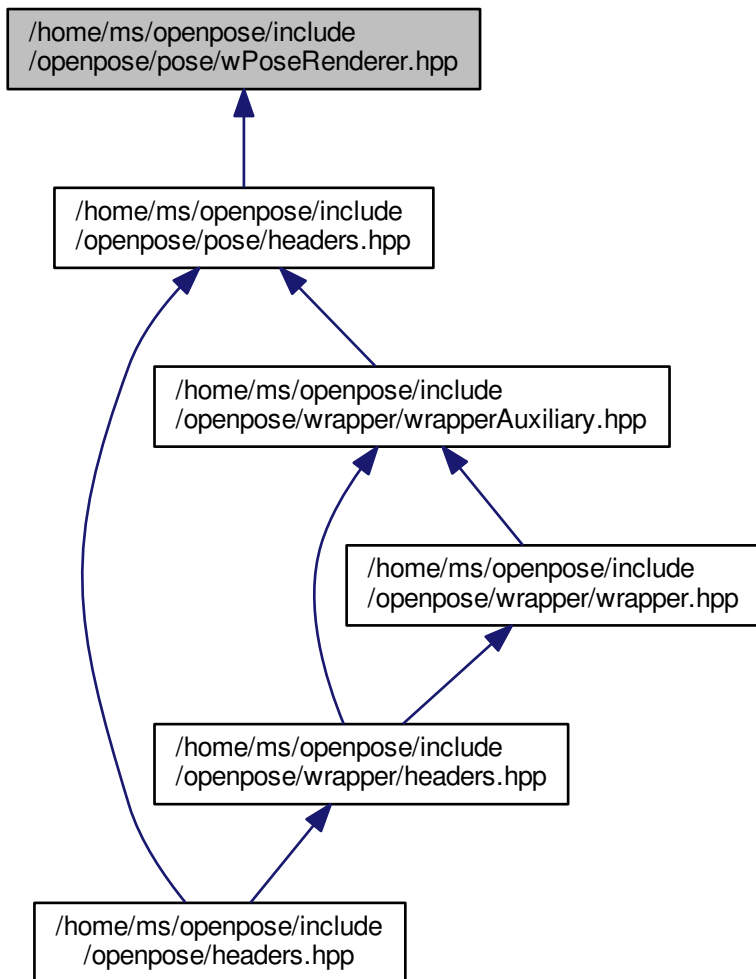 /home/ms/openpose/include
/openpose/pose/wPoseRenderer.hpp
/home/ms/openpose/include
/openpose/pose/headers.hpp
/home/ms/openpose/include
/openpose/wrapper/wrapperAuxiliary.hpp
/home/ms/openpose/include
/openpose/wrapper/wrapper.hpp
/home/ms/openpose/include
/openpose/wrapper/headers.hpp
/home/ms/openpose/include
/openpose/headers.hpp